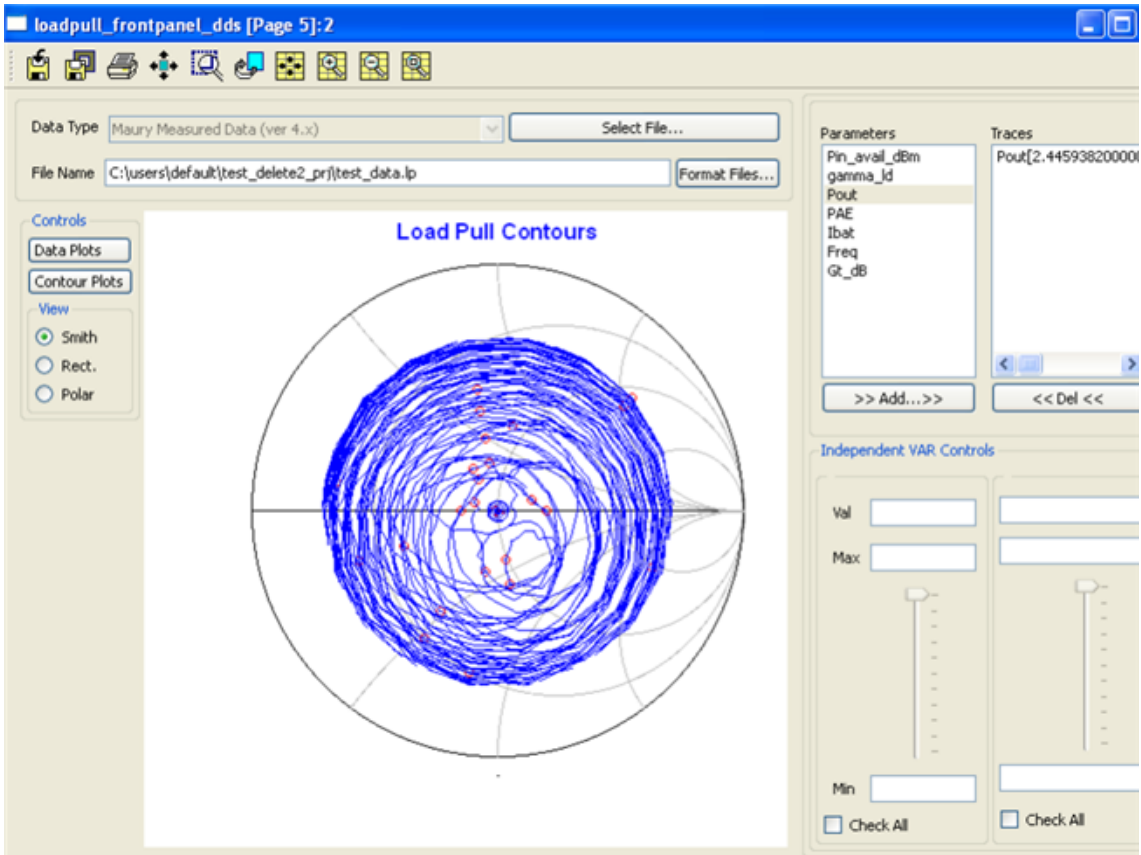 loadpull_frontpanel_dds [Page 5]:2
Data Type
Maury Measured Data (ver 4.x)
Select File...
File Name
C:\users\default\test_delete2_prj\test_data.lp
Format Files...
Controls
Data Plots
Contour Plots
View
Smith
Rect.
Polar
Load Pull Contours
Parameters
Pin_avail_dBm
gamma_ld
Pout
PAE
Ibat
Freq
Gt_dB
>> Add...>>
Traces
Pout[2.445938200000
<< Del <<
Independent VAR Controls
Val
Max
Min
Check All
Check All